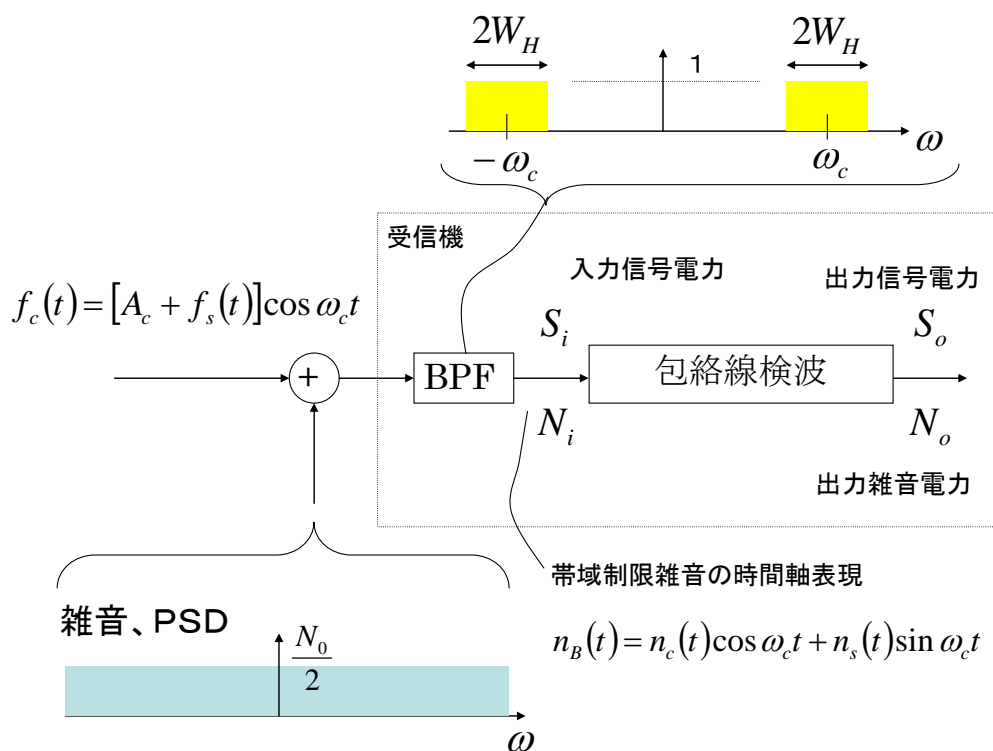 2W_H 2W_H
1
-ω_c ω_c ω
受信機
入力信号電力
出力信号電力
f_c(t)=[A_c + f_s(t)]cos ω_c t
S_i S_o
+ BPF 包絡線検波
N_i N_o
出力雑音電力
帯域制限雑音の時間軸表現
雑音、PSD
N_0/2
n_B(t)=n_c(t)cos ω_c t + n_s(t)sin ω_c t
ω